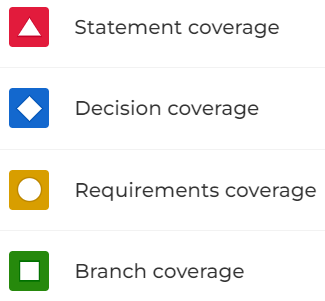 Statement coverage
Decision coverage
Requirements coverage
Branch coverage